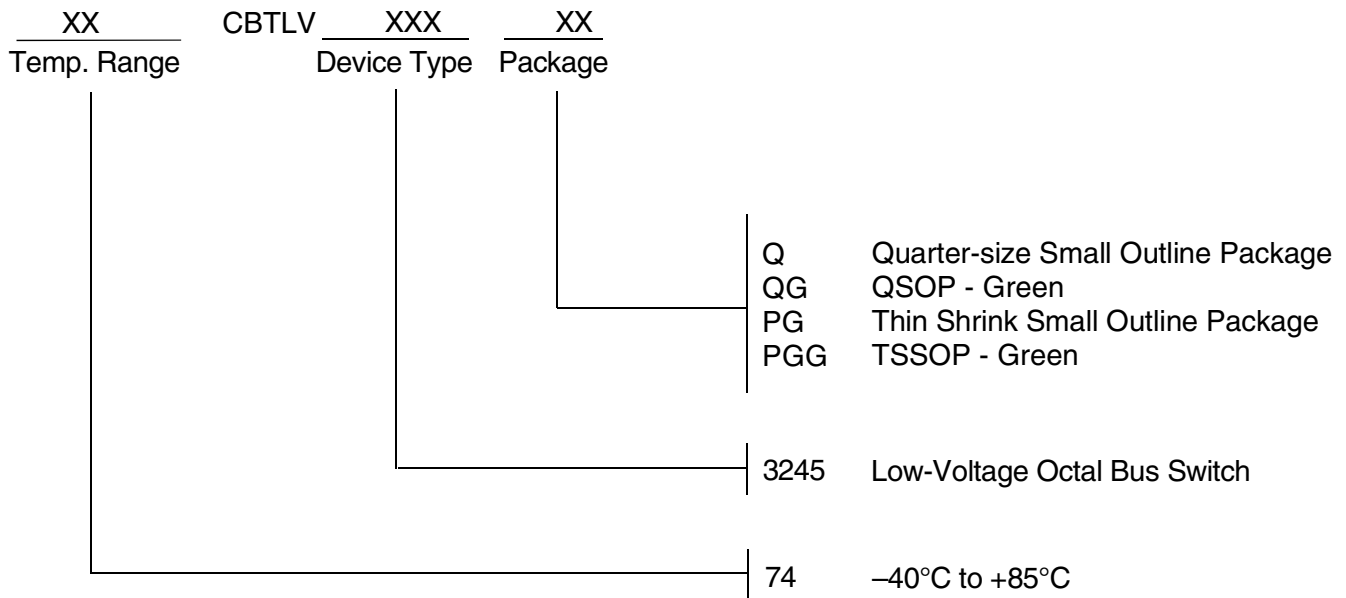 XX CBTLV XXX XX
Temp. Range Device Type Package
Q Quarter-size Small Outline Package
QG QSOP - Green
PG Thin Shrink Small Outline Package
PGG TSSOP - Green
3245 Low-Voltage Octal Bus Switch
74 –40°C to +85°C